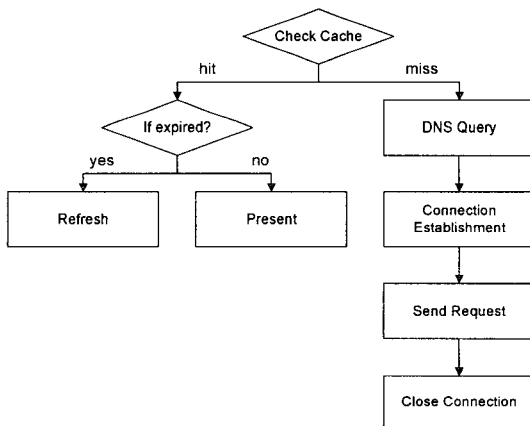 Check Cache
hit
miss
If expired?
DNS Query
yes
no
Refresh
Present
Connection
Establishment
Send Request
Close Connection